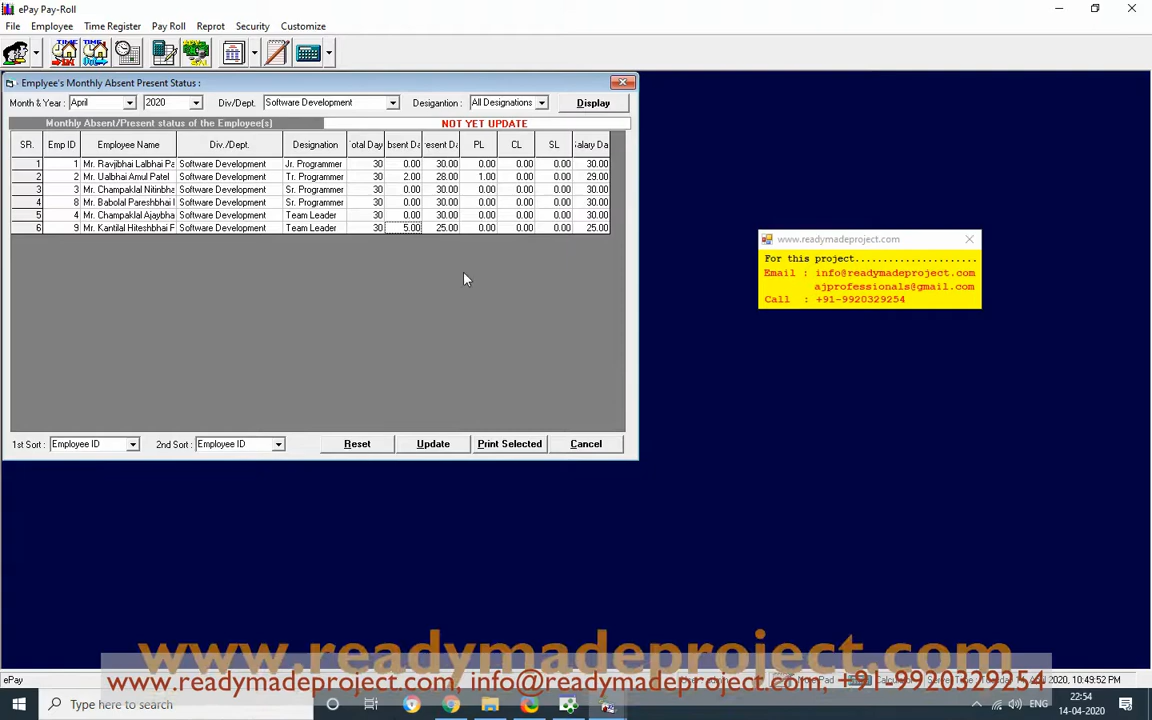 ePay Pay-Roll
File Employee Time Register Pay Roll Reprot Security Customize
Emplyee's Monthly Absent Present Status :
Month & Year : April 2020 Div/Dept. Software Development Desigantion : All Designations Display
Monthly Absent/Present status of the Employee(s) NOT YET UPDATE
SR. Emp ID Employee Name Div./Dept. Designation Total Day bsent Da resent Da PL CL SL Salary Da
1 1 Mr. Ravjibhai Lalbhai Pa Software Development Jr. Programmer 30 0.00 30.00 0.00 0.00 0.00 30.00
2 2 Mr. Ualbhai Amul Patel Software Development Tr. Programmer 30 2.00 28.00 1.00 0.00 0.00 29.00
3 3 Mr. Champaklal Nitinbha Software Development Sr. Programmer 30 0.00 30.00 0.00 0.00 0.00 30.00
4 8 Mr. Babolal Pareshbhai Software Development Sr. Programmer 30 0.00 30.00 0.00 0.00 0.00 30.00
5 4 Mr. Champaklal Ajaybha Software Development Team Leader 30 0.00 30.00 0.00 0.00 0.00 30.00
6 9 Mr. Kantilal Hiteshbhai F Software Development Team Leader 30 5.00 25.00 0.00 0.00 0.00 25.00
www.readymadeproject.com
For this project......................
Email : info@readymadeproject.com
ajprofessionals@gmail.com
Call : +91-9920329254
1st Sort : Employee ID 2nd Sort : Employee ID Reset Update Print Selected Cancel
www.readymadeproject.com
www.readymadeproject.com, info@readymadeproject.com, +91-9920329254
ePay 10:49:52 PM
Type here to search
ENG
22:54
14-04-2020